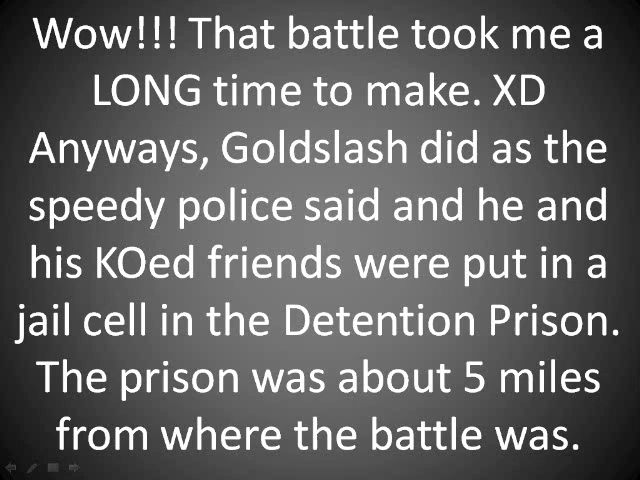 Wow!!! That battle took me a
LONG time to make. XD
Anyways, Goldslash did as the
speedy police said and he and
his KOed friends were put in a
jail cell in the Detention Prison.
The prison was about 5 miles
from where the battle was.